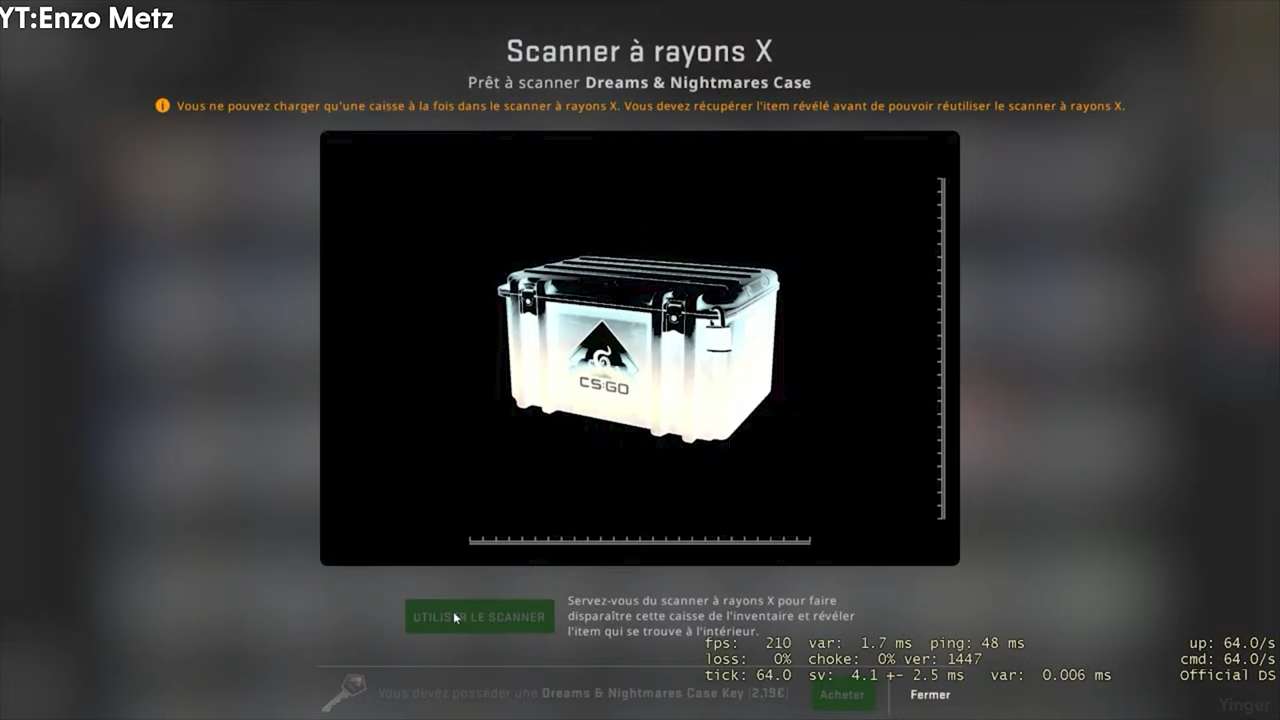 YT:Enzo Metz
Scanner à rayons X
Prêt à scanner Dreams & Nightmares Case
Vous ne pouvez charger qu'une caisse à la fois dans le scanner à rayons X. Vous devez récupérer l'item révélé avant de pouvoir réutiliser le scanner à rayons X.
CS:GO
UTILISER LE SCANNER
Servez-vous du scanner à rayons X pour faire
disparaître cette caisse de l'inventaire et révéler
l'item qui se trouve à l'intérieur.
fps: 210 var: 1.7 ms ping: 48 ms up: 64.0/s
loss: 0% choke: 0% ver: 1447 cmd: 64.0/s
tick: 64.0 sv: 4.1 +- 2.5 ms var: 0.006 ms Official DS
Vous devez posséder une Dreams & Nightmares Case Key (2,19€) Acheter Fermer
Yinger